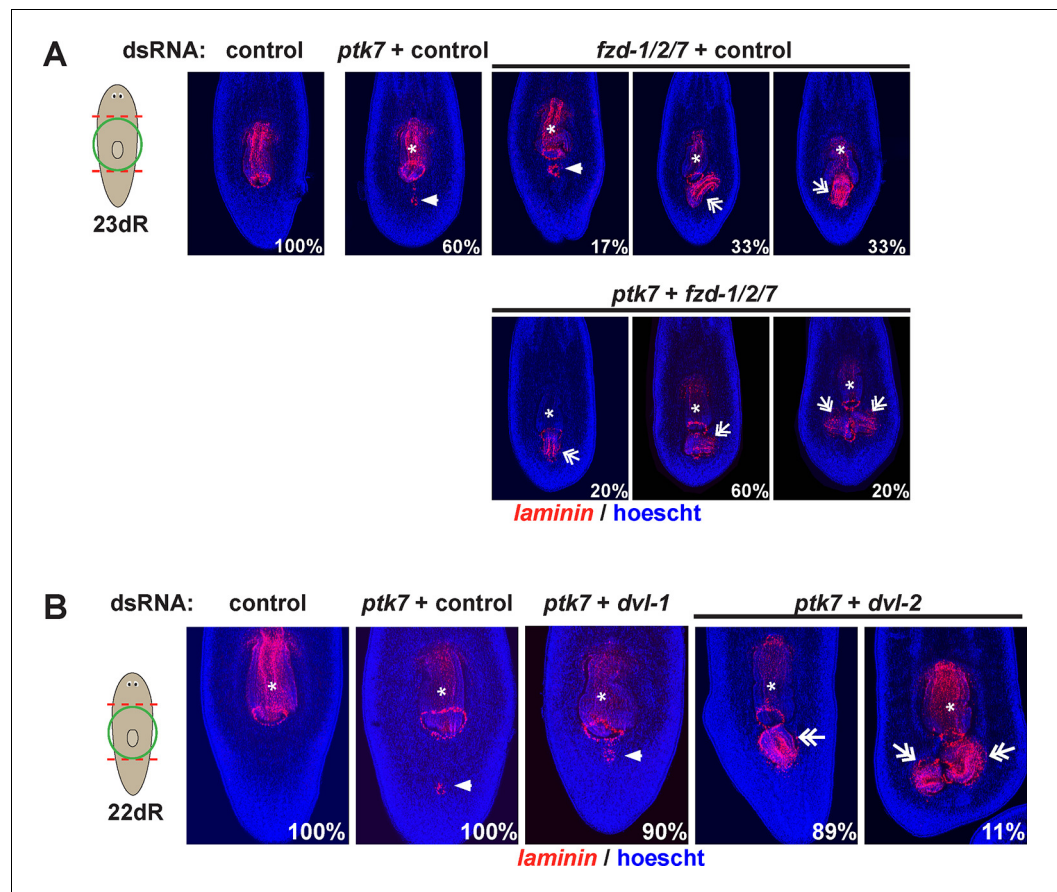 A
dsRNA: control ptk7 + control fzd-1/2/7 + control
* * * *
23dR
100% 60% 17% 33% 33%
ptk7 + fzd-1/2/7
* * *
20% 60% 20%
laminin / hoescht
B
dsRNA: control ptk7 + control ptk7 + dvl-1 ptk7 + dvl-2
* * * * *
22dR
100% 100% 90% 89% 11%
laminin / hoescht